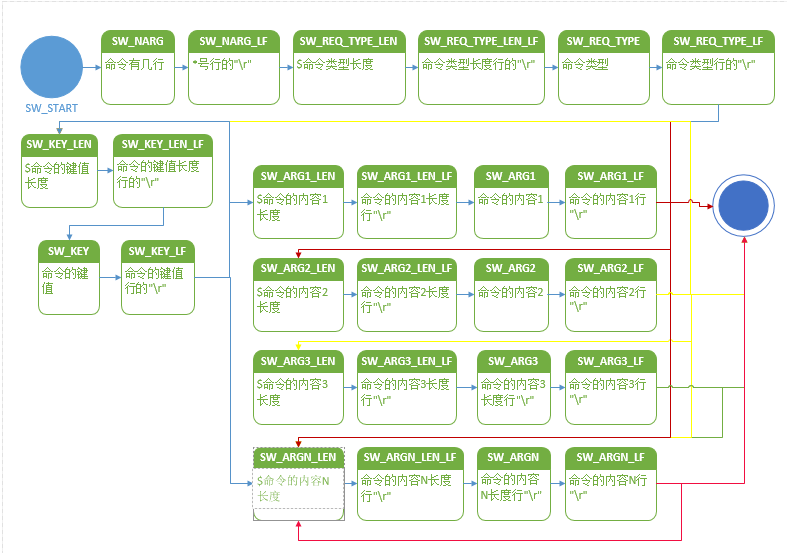 SW_NARG
命令有几行
SW_NARG_LF
*号行的"\r"
SW_REQ_TYPE_LEN
$命令类型长度
SW_REQ_TYPE_LEN_LF
命令类型长度行的"\r"
SW_REQ_TYPE
命令类型
SW_REQ_TYPE_LF
命令类型行的"\r"
SW_START
SW_KEY_LEN
$命令的键值
长度
SW_KEY_LEN_LF
命令的键值长度
行的"\r"
SW_ARG1_LEN
$命令的内容1
长度
SW_ARG1_LEN_LF
命令的内容1长度
行"\r"
SW_ARG1
命令的内容1
SW_ARG1_LF
命令的内容1行
"\r"
SW_KEY
命令的键
值
SW_KEY_LF
命令的键值
行的"\r"
SW_ARG2_LEN
$命令的内容2
长度
SW_ARG2_LEN_LF
命令的内容2长度
行"\r"
SW_ARG2
命令的内容2
SW_ARG2_LF
命令的内容2行
"\r"
SW_ARG3_LEN
$命令的内容3
长度
SW_ARG3_LEN_LF
命令的内容3长度
行"\r"
SW_ARG3
命令的内容3
长度行"\r"
SW_ARG3_LF
命令的内容3行
"\r"
SW_ARGN_LEN
$命令的内容N
长度
SW_ARGN_LEN_LF
命令的内容N长度
行"\r"
SW_ARGN
命令的内容
N长度行"\r"
SW_ARGN_LF
命令的内容N行
"\r"